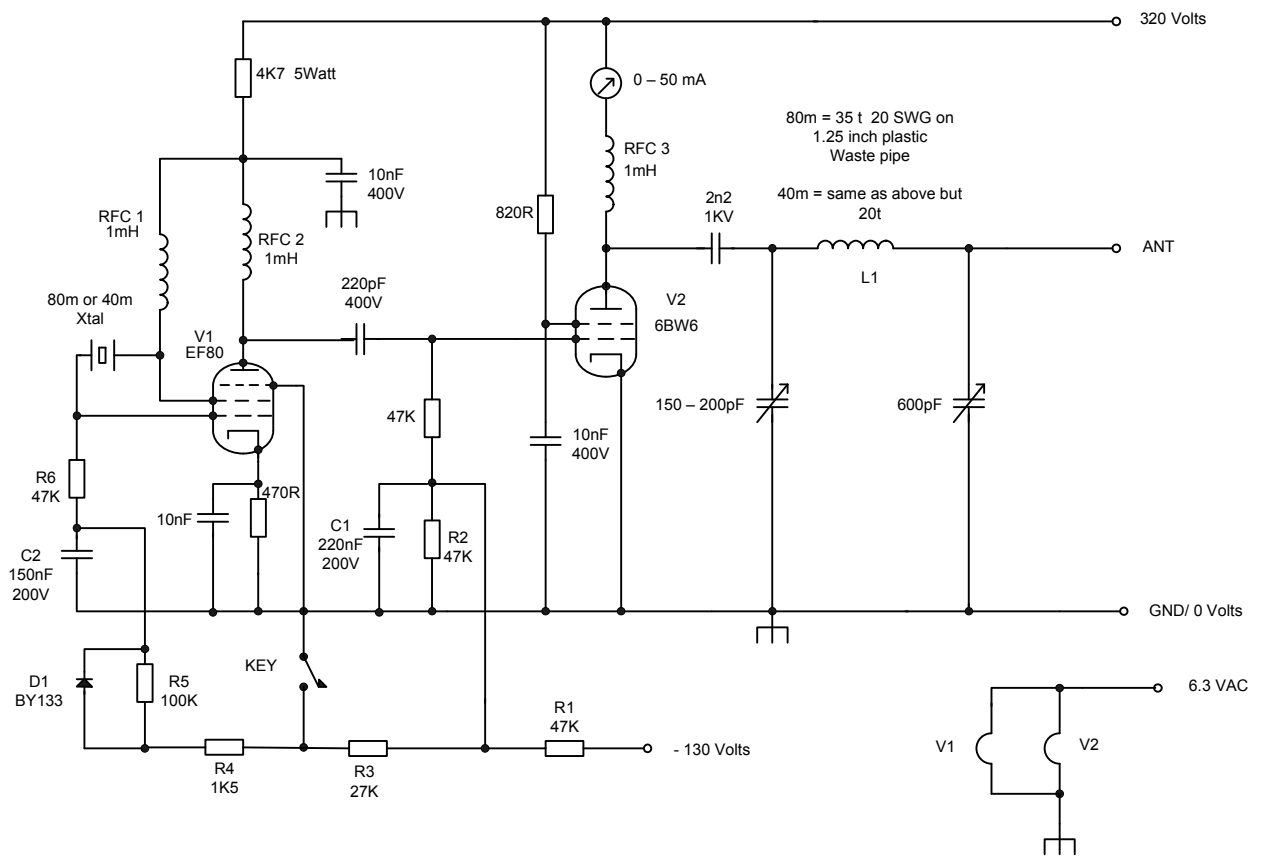 320 Volts
4K7 5Watt
0 – 50 mA
80m = 35 t 20 SWG on
1.25 inch plastic
Waste pipe
40m = same as above but
20t
RFC 3
1mH
10nF
400V
RFC 1
1mH
RFC 2
1mH
820R
2n2
1KV
ANT
L1
220pF
400V
80m or 40m
Xtal
V1
EF80
V2
6BW6
150 – 200pF
600pF
47K
10nF
400V
R6
47K
470R
10nF
C1
220nF
200V
R2
47K
C2
150nF
200V
GND/ 0 Volts
KEY
D1
BY133
R5
100K
R1
47K
- 130 Volts
R4
1K5
R3
27K
6.3 VAC
V1
V2